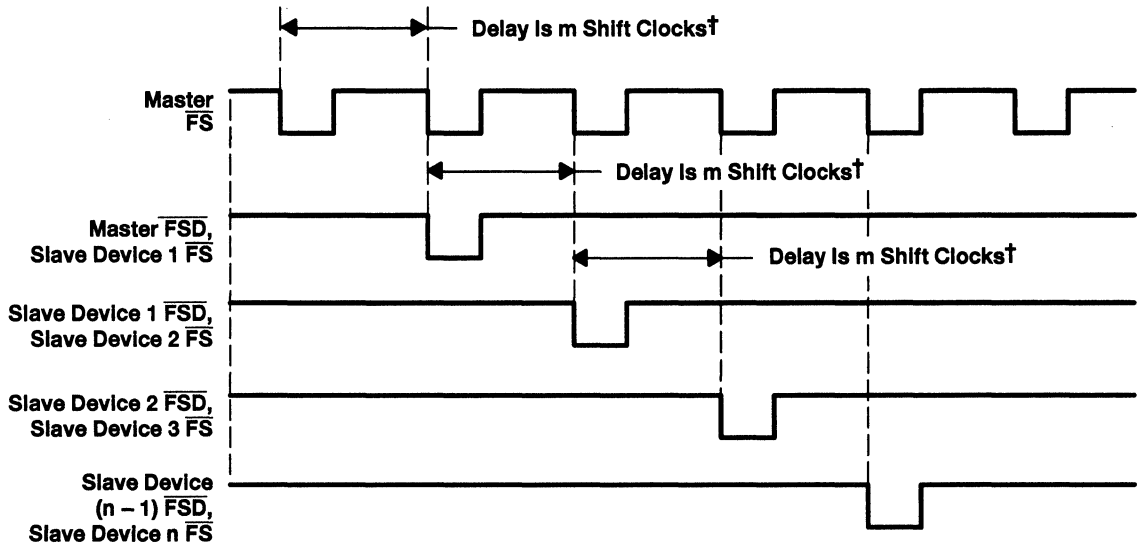 Delay Is m Shift Clocks†
Master
FS
Delay Is m Shift Clocks†
Master FSD,
Slave Device 1 FS
Delay Is m Shift Clocks†
Slave Device 1 FSD,
Slave Device 2 FS
Slave Device 2 FSD,
Slave Device 3 FS
Slave Device
(n – 1) FSD,
Slave Device n FS